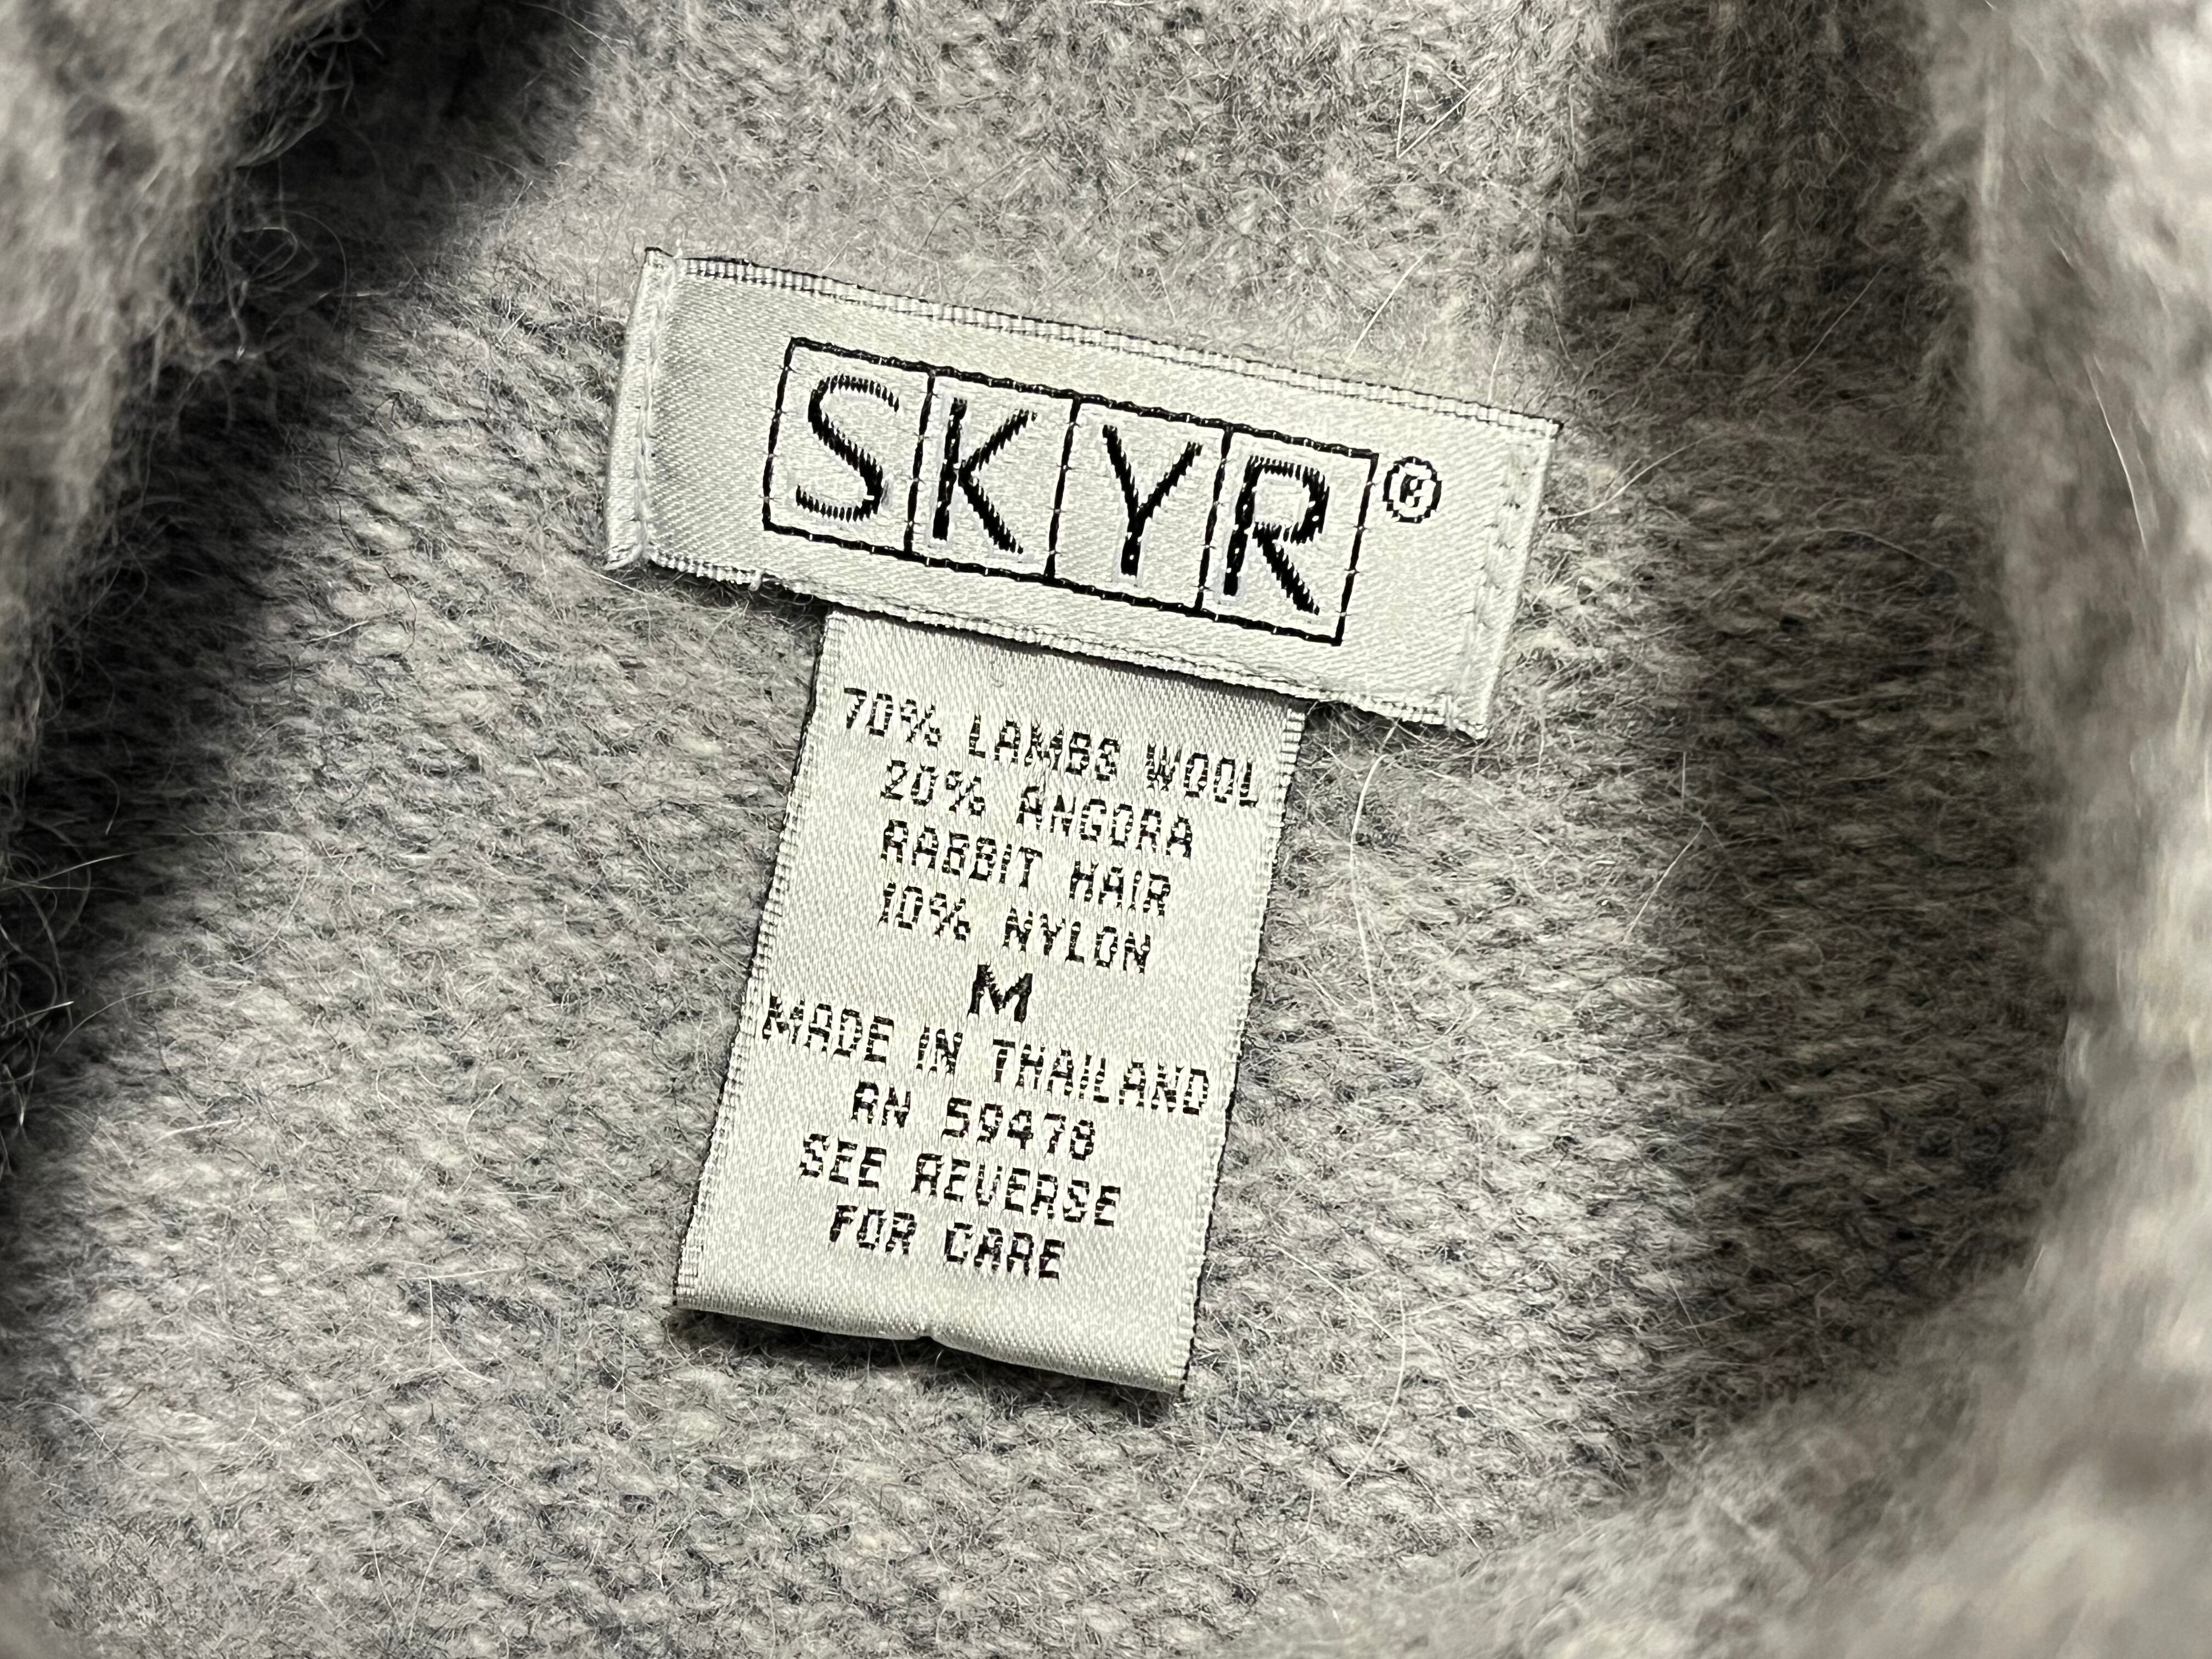 SKYR®
70% LAMBS WOOL
20% ANGORA
RABBIT HAIR
10% NYLON
M
MADE IN THAILAND
RN 59478
SEE REVERSE
FOR CARE